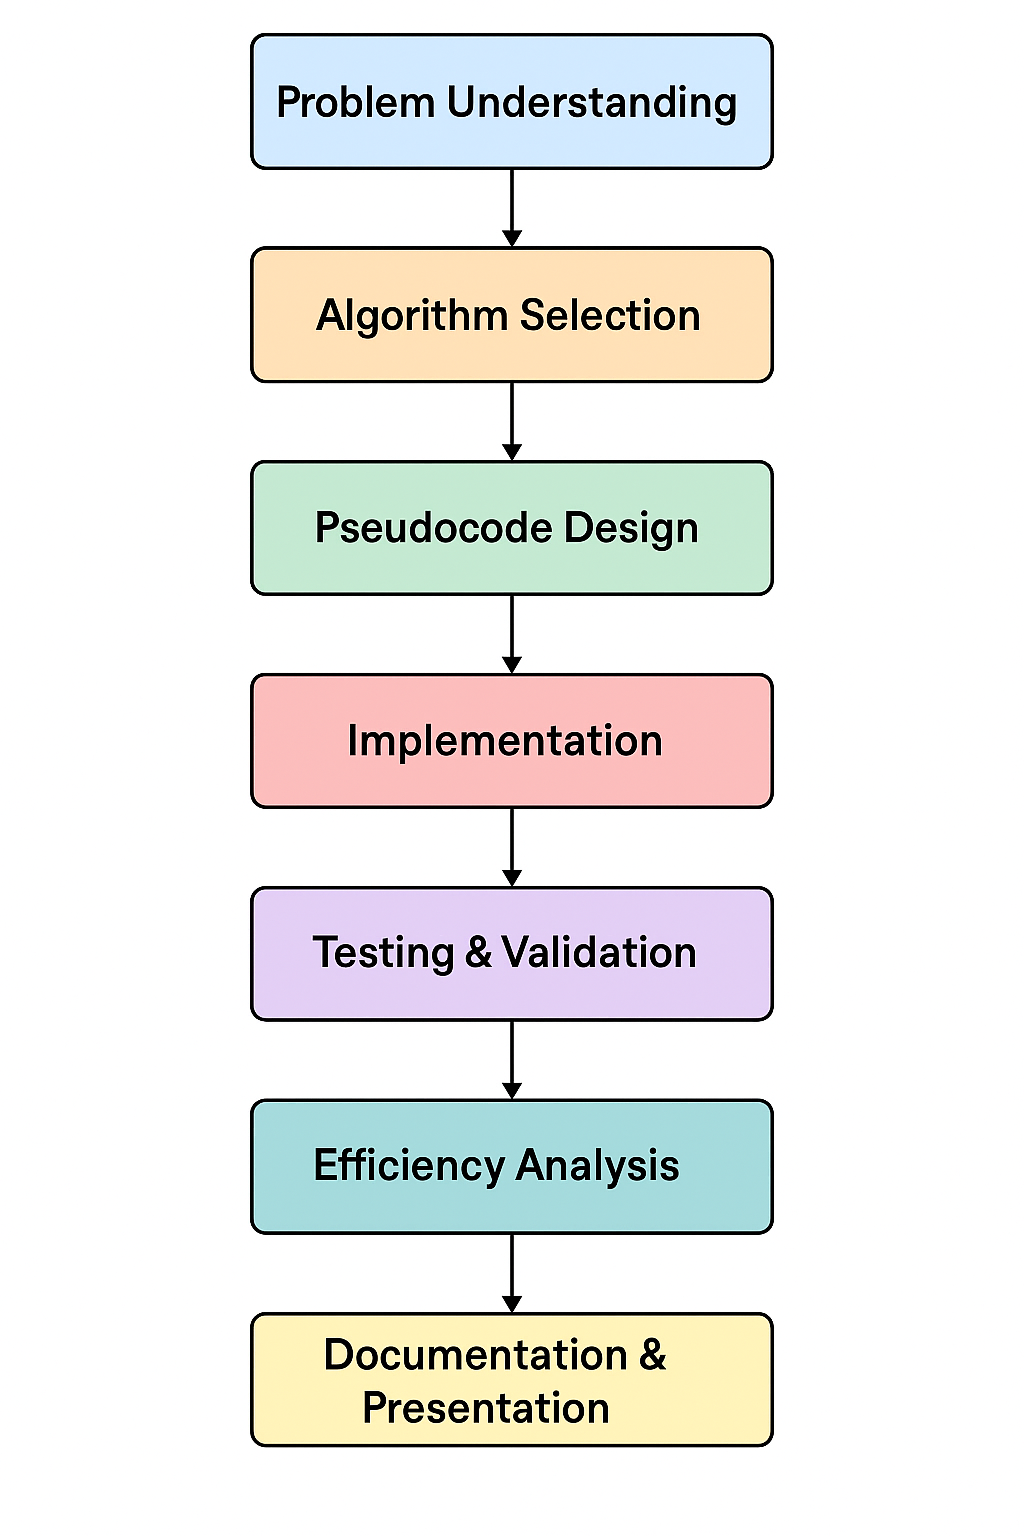 Problem Understanding
Algorithm Selection
Pseudocode Design
Implementation
Testing & Validation
Efficiency Analysis
Documentation &
Presentation